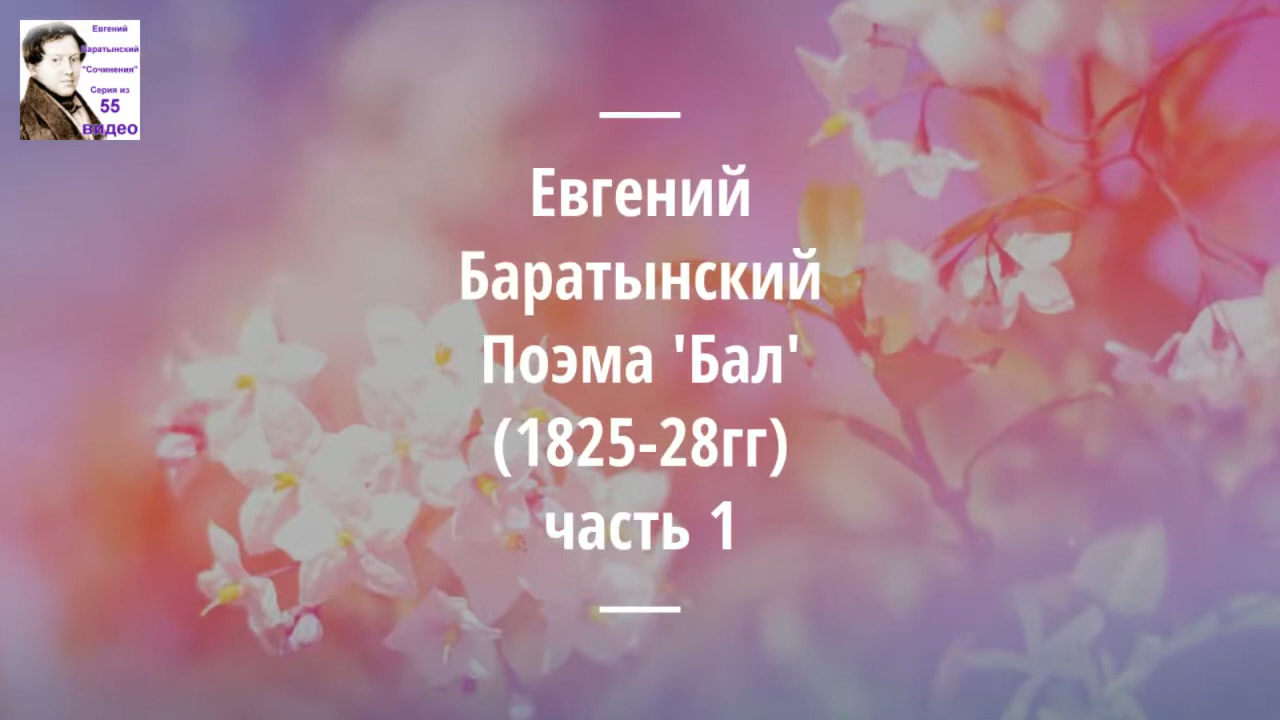 Евгений
Баратынский
"Сочинения"
Серия из
55
видео
Евгений
Баратынский
Поэма 'Бал'
(1825-28гг)
часть 1